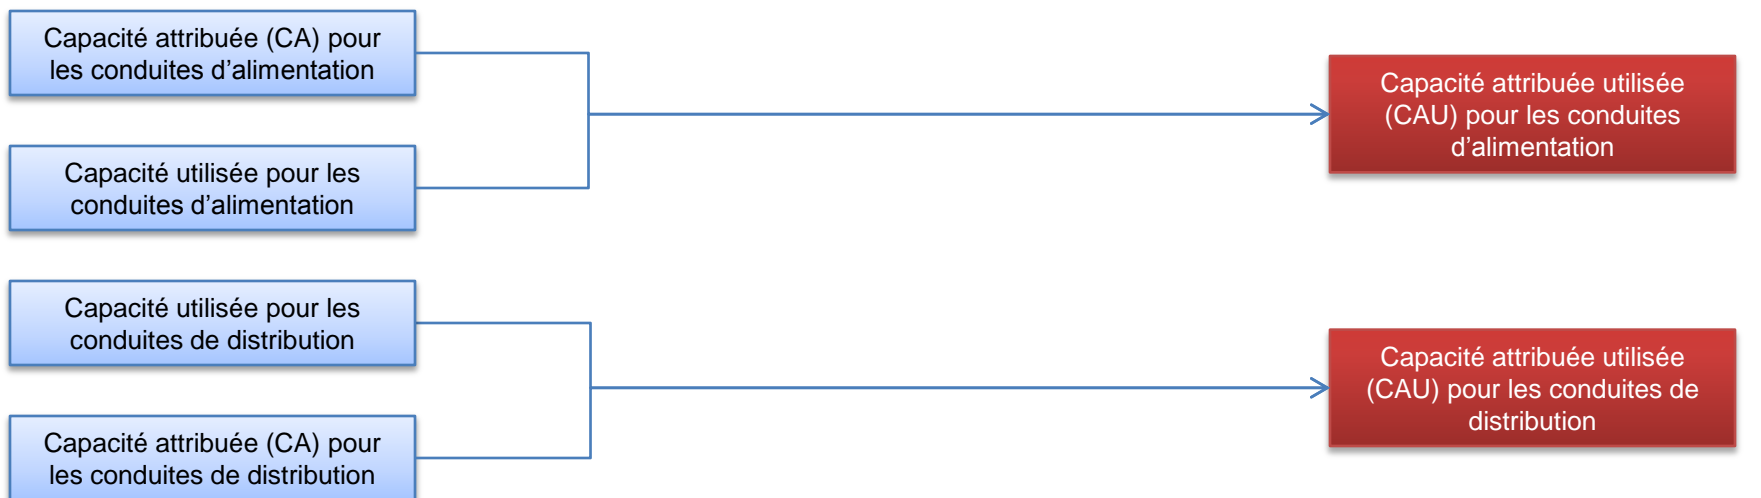 Capacité attribuée (CA) pour
les conduites d’alimentation
Capacité utilisée pour les
conduites d’alimentation
Capacité utilisée pour les
conduites de distribution
Capacité attribuée (CA) pour
les conduites de distribution
Capacité attribuée utilisée
(CAU) pour les conduites
d’alimentation
Capacité attribuée utilisée
(CAU) pour les conduites de
distribution